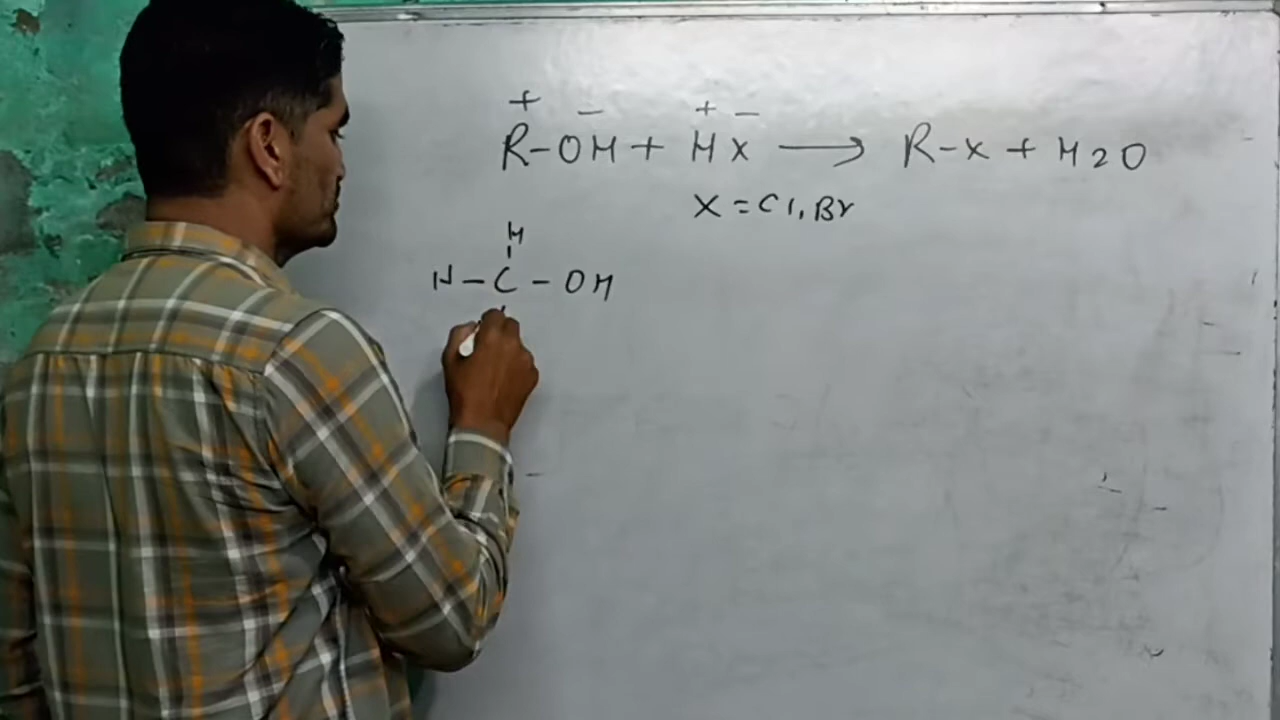 + − + −
R-OH + HX → R-X + H2O
X = Cl, Br
H
H-C-OH